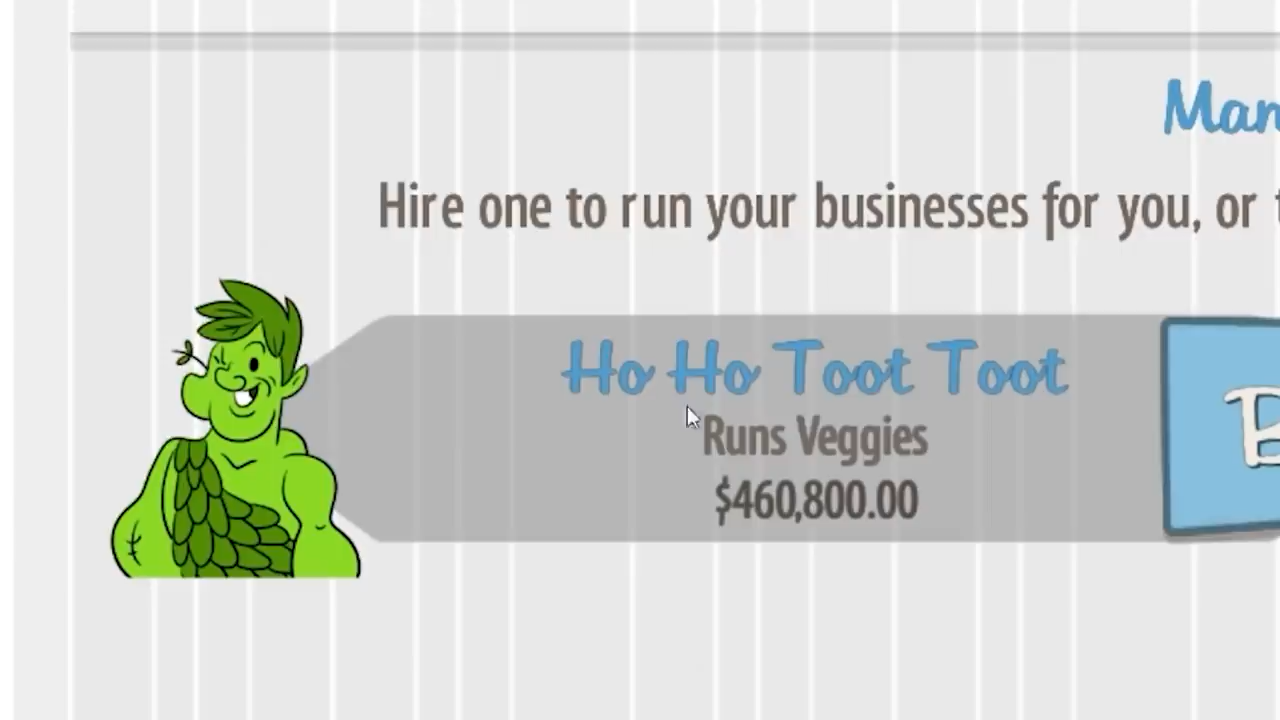 Man
Hire one to run your businesses for you, or
Ho Ho Toot Toot
Runs Veggies
$460,800.00
B